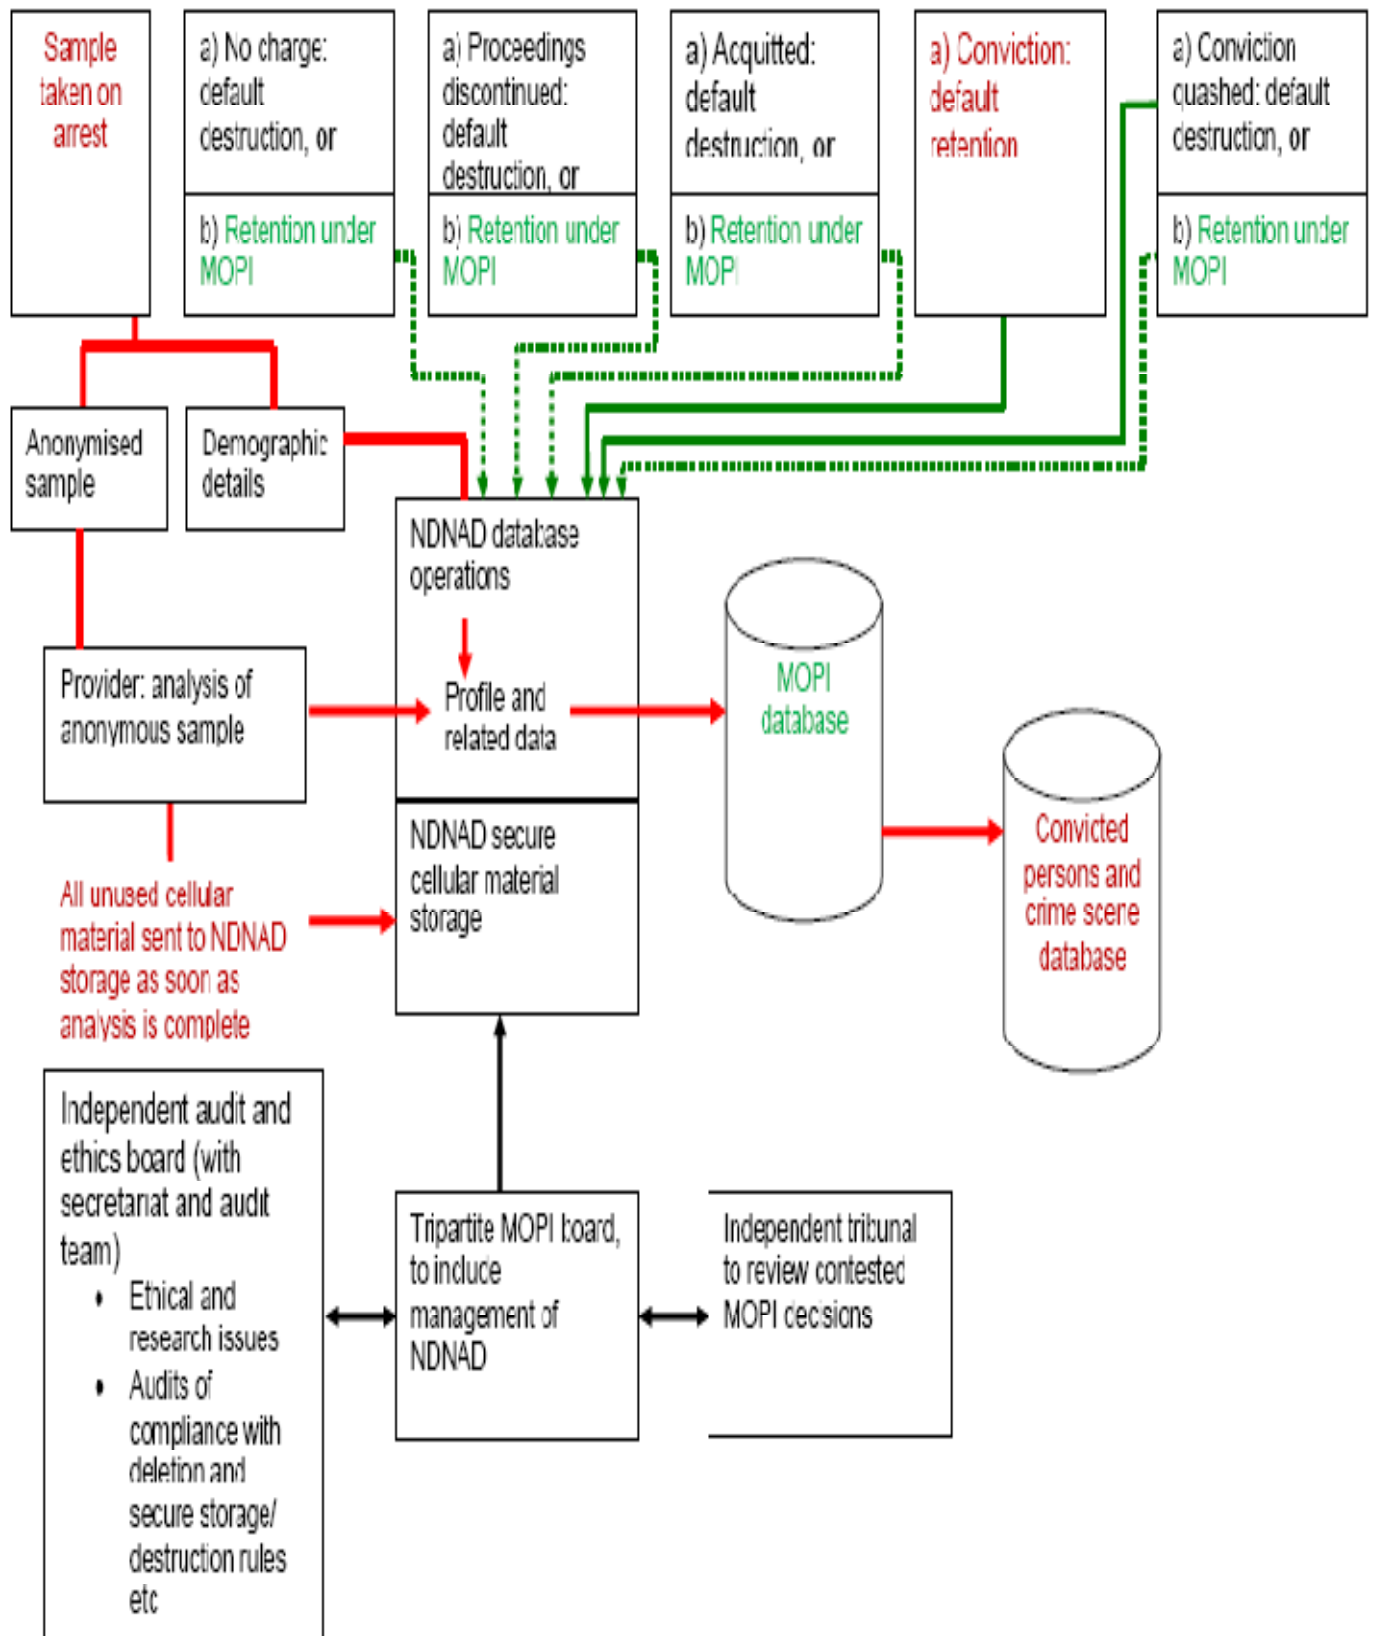 Sample
taken on
arrest
a) No charge:
default
destruction, or
b) Retention under
MOPI
a) Proceedings
discontinued:
default
destruction, or
b) Retention under
MOPI
a) Acquitted:
default
destruction, or
b) Retention under
MOPI
a) Conviction:
default
retention
a) Conviction
quashed: default
destruction, or
b) Retention under
MOPI
Anonymised
sample
Demographic
details
NDNAD database
operations
Profile and
related data
Provider: analysis of
anonymous sample
MOPI
database
Convicted
persons and
crime scene
database
NDNAD secure
cellular material
storage
All unused cellular
material sent to NDNAD
storage as soon as
analysis is complete
Independent audit and
ethics board (with
secretariat and audit
team)
• Ethical and
research issues
• Audits of
compliance with
deletion and
secure storage/
destruction rules
etc
Tripartite MOPI board,
to include
management of
NDNAD
Independent tribunal
to review contested
MOPI decisions